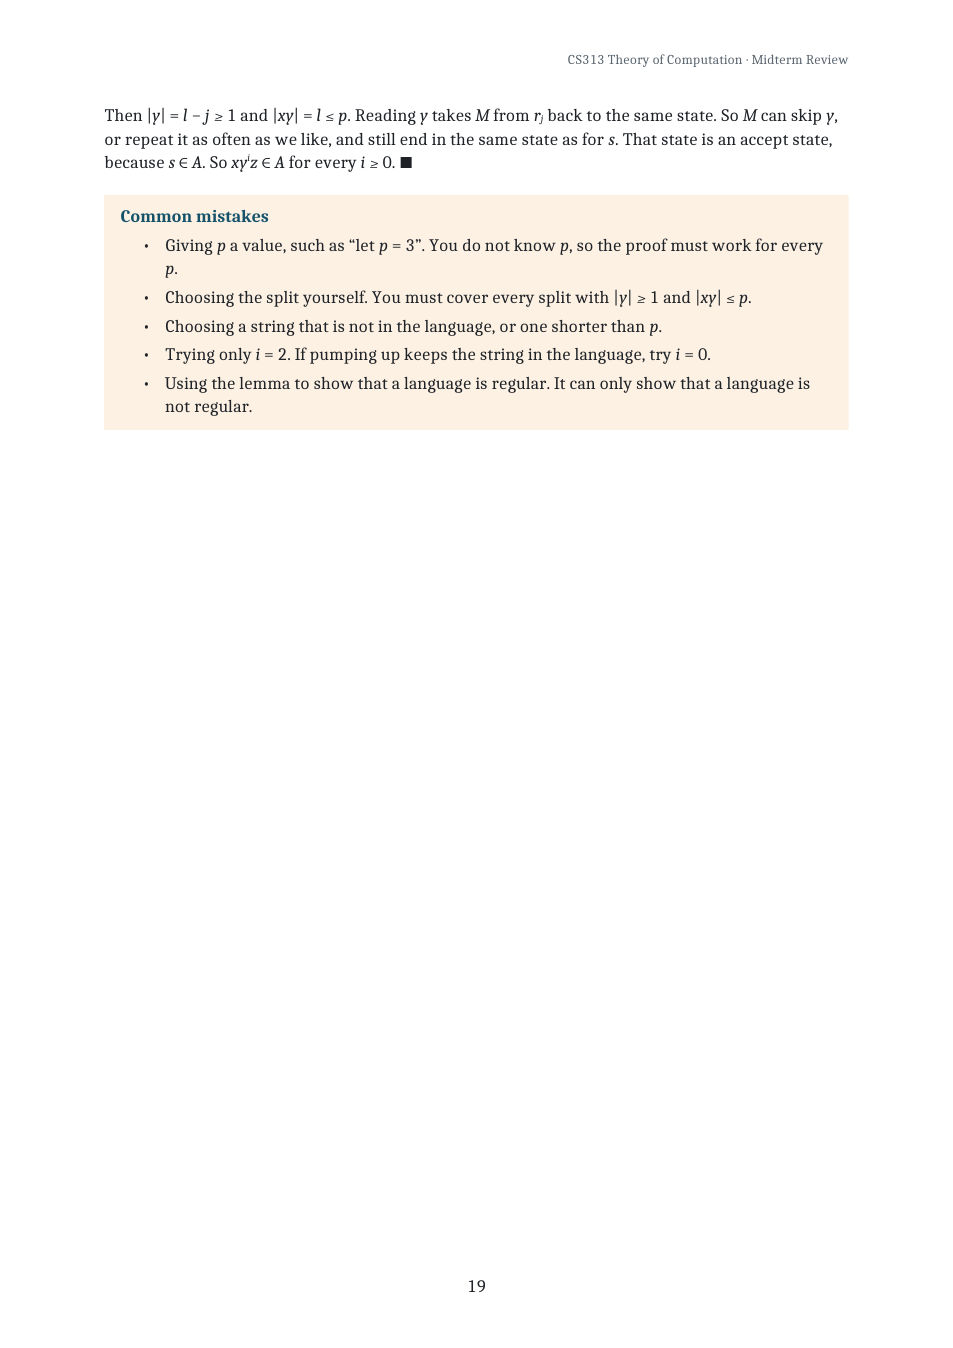 CS313 Theory of Computation · Midterm Review
Then |y| = l − j ≥ 1 and |xy| = l ≤ p. Reading y takes M from rⱼ back to the same state. So M can skip y,
or repeat it as often as we like, and still end in the same state as for s. That state is an accept state,
because s ∈ A. So xyⁱz ∈ A for every i ≥ 0. ■
Common mistakes
• Giving p a value, such as “let p = 3”. You do not know p, so the proof must work for every
p.
• Choosing the split yourself. You must cover every split with |y| ≥ 1 and |xy| ≤ p.
• Choosing a string that is not in the language, or one shorter than p.
• Trying only i = 2. If pumping up keeps the string in the language, try i = 0.
• Using the lemma to show that a language is regular. It can only show that a language is
not regular.
19